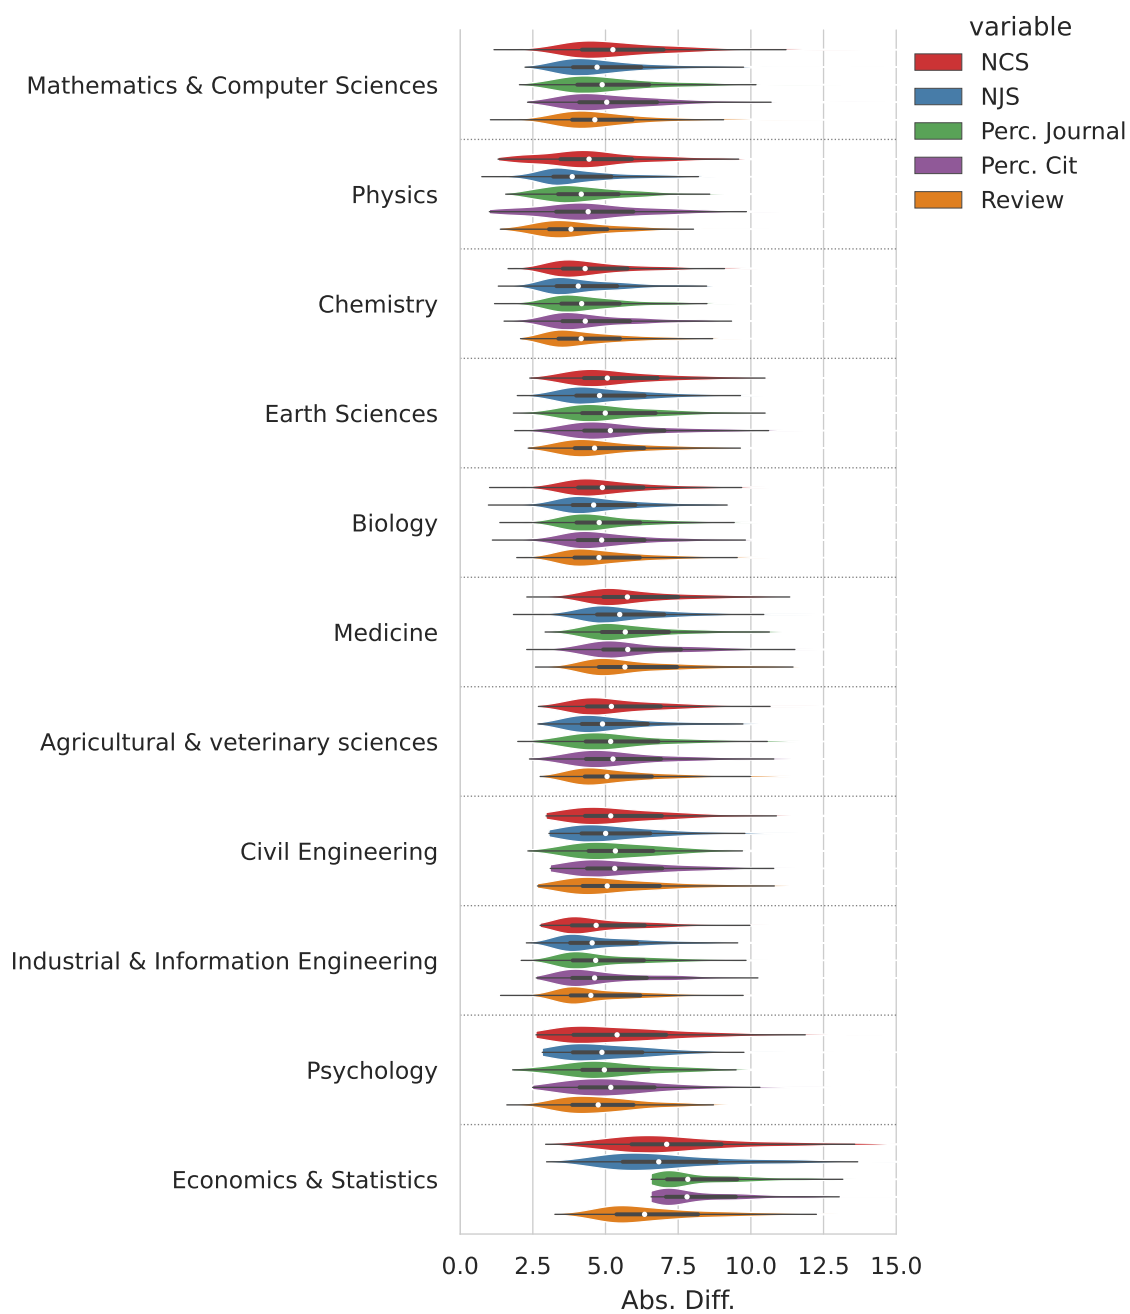 variable
NCS
NJS
Perc. Journal
Perc. Cit
Review
Mathematics & Computer Sciences
Physics
Chemistry
Earth Sciences
Biology
Medicine
Agricultural & veterinary sciences
Civil Engineering
Industrial & Information Engineering
Psychology
Economics & Statistics
0.0 2.5 5.0 7.5 10.0 12.5 15.0
Abs. Diff.